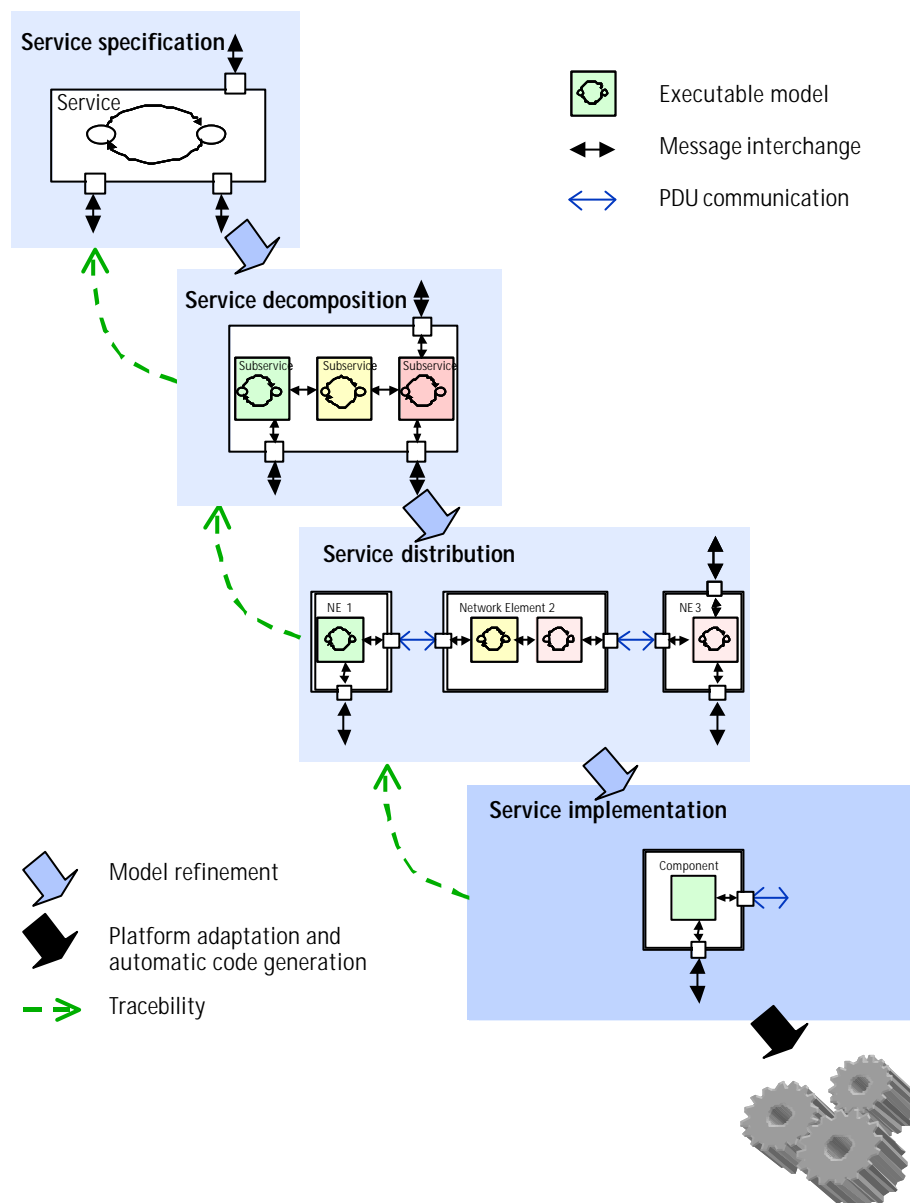 Service specification
Service
Executable model
Message interchange
PDU communication
Service decomposition
Subservice
Subservice
Subservice
Service distribution
NE 1
Network Element 2
NE 3
Service implementation
Component
Model refinement
Platform adaptation and
automatic code generation
Tracebility